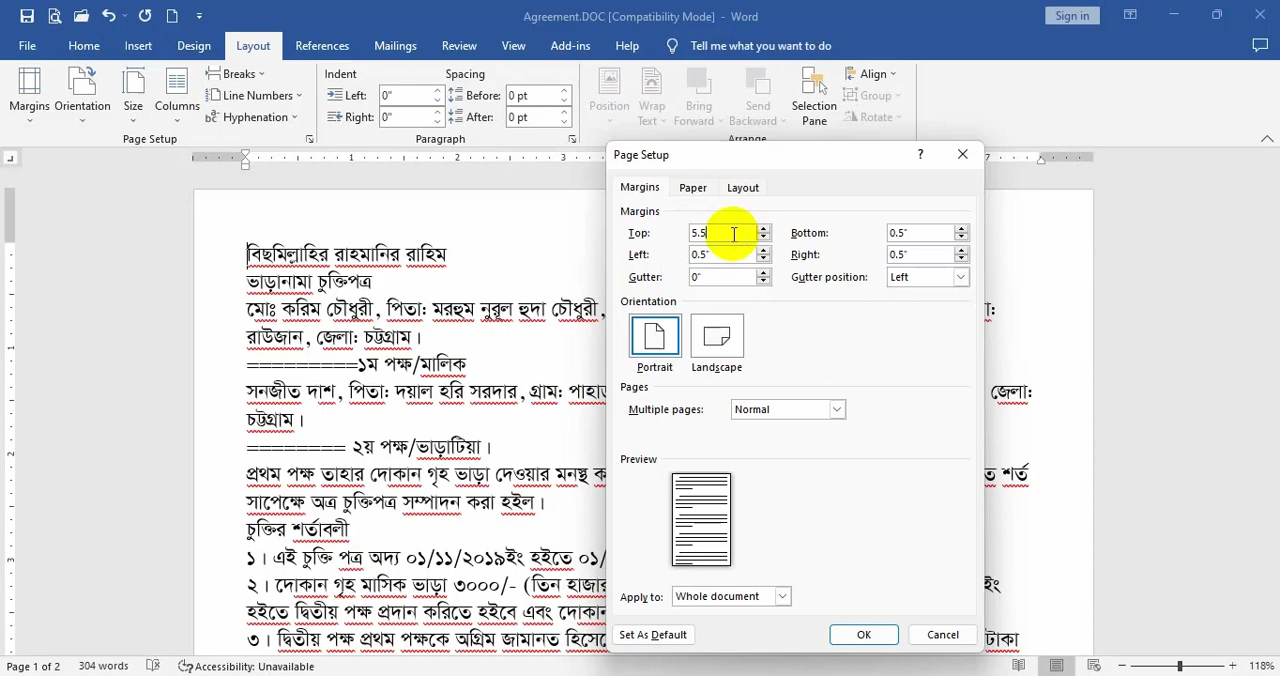 Agreement.DOC [Compatibility Mode] - Word
Sign in
File Home Insert Design Layout References Mailings Review View Add-ins Help Tell me what you want to do
Margins Orientation Size Columns Breaks Line Numbers Hyphenation
Page Setup
Indent Spacing
Left: 0" Before: 0 pt
Right: 0" After: 0 pt
Paragraph
Position Wrap Text Bring Forward Send Backward Selection Pane Align Group Rotate
Arrange
1 2 3 7
Page Setup
Margins Paper Layout
Margins
Top: 5.5 Bottom: 0.5"
Left: 0.5" Right: 0.5"
Gutter: 0" Gutter position: Left
Orientation
Portrait Landscape
Pages
Multiple pages: Normal
Preview
Apply to: Whole document
Set As Default OK Cancel
বিছমিল্লাহির রাহমানির রাহিম
ভাড়ানামা চুক্তিপত্র
মোঃ করিম চৌধুরী, পিতা: মরহুম নুরুল হুদা চৌধুরী,
রাউজান, জেলা: চট্টগ্রাম।
=========১ম পক্ষ/মালিক
সনজীত দাশ, পিতা: দয়াল হরি সরদার, গ্রাম: জেলা:
চট্টগ্রাম।
======== ২য় পক্ষ/ভাড়াটিয়া।
প্রথম পক্ষ তাহার দোকান গৃহ ভাড়া দেওয়ার মনস্থ শর্ত
সাপেক্ষে অত্র চুক্তিপত্র সম্পাদন করা হইল।
চুক্তির শর্তাবলী
১। এই চুক্তি পত্র অদ্য ০১/১১/২০১৯ইং হইতে ০১/
২। দোকান গৃহ মাসিক ভাড়া ৩০০০/- (তিন হাজার ইং
হইতে দ্বিতীয় পক্ষ প্রদান করিতে হইবে এবং
৩। দ্বিতীয় পক্ষ প্রথম পক্ষকে অগ্রিম জামানত টাকা
1 2 3
Page 1 of 2 304 words Accessibility: Unavailable 118%